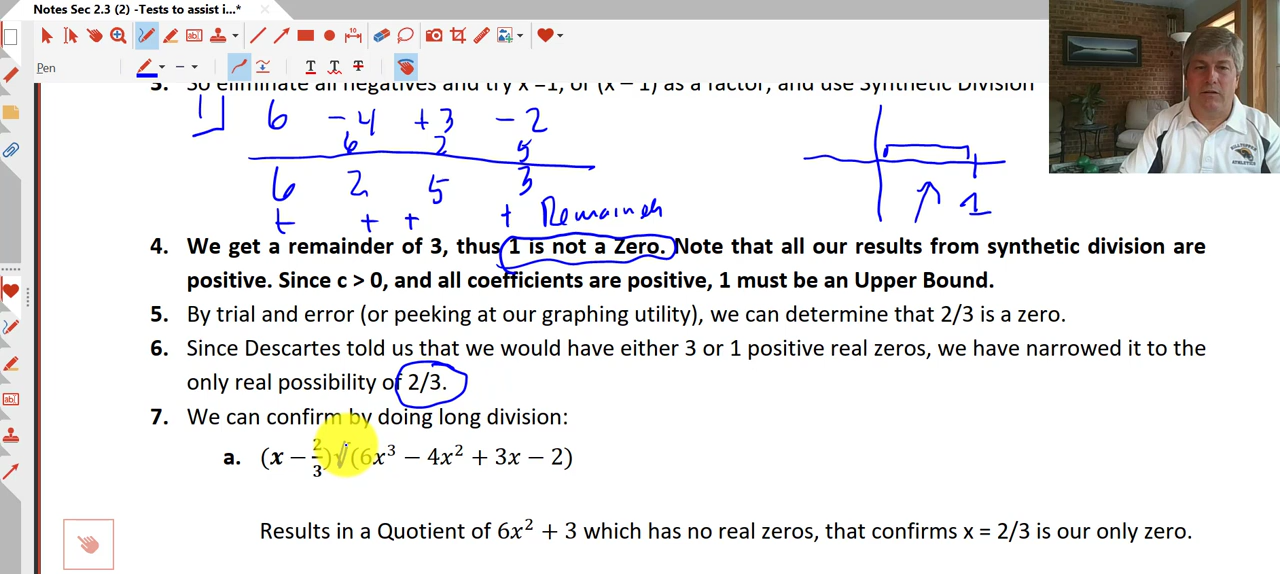 Notes Sec 2.3 (2) -Tests to assist i...*
Pen
3. So eliminate all negatives and try x =1, or (x – 1) as a factor, and use Synthetic Division
1 6 -4 +3 -2
6 2 5
6 2 5 3
+ + + + Remainder
1
4. We get a remainder of 3, thus 1 is not a Zero. Note that all our results from synthetic division are
positive. Since c > 0, and all coefficients are positive, 1 must be an Upper Bound.
5. By trial and error (or peeking at our graphing utility), we can determine that 2/3 is a zero.
6. Since Descartes told us that we would have either 3 or 1 positive real zeros, we have narrowed it to the
only real possibility of 2/3.
7. We can confirm by doing long division:
a. (x − 2/3)√(6x³ − 4x² + 3x − 2)
Results in a Quotient of 6x² + 3 which has no real zeros, that confirms x = 2/3 is our only zero.